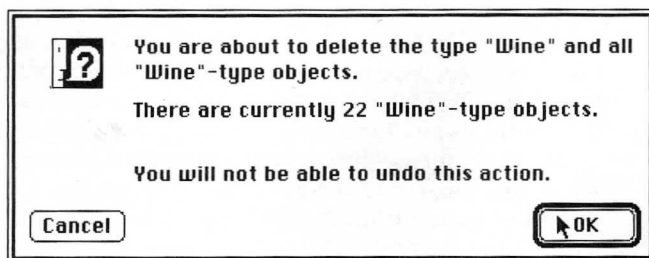 You are about to delete the type "Wine" and all
"Wine"-type objects.
There are currently 22 "Wine"-type objects.
You will not be able to undo this action.
Cancel
OK